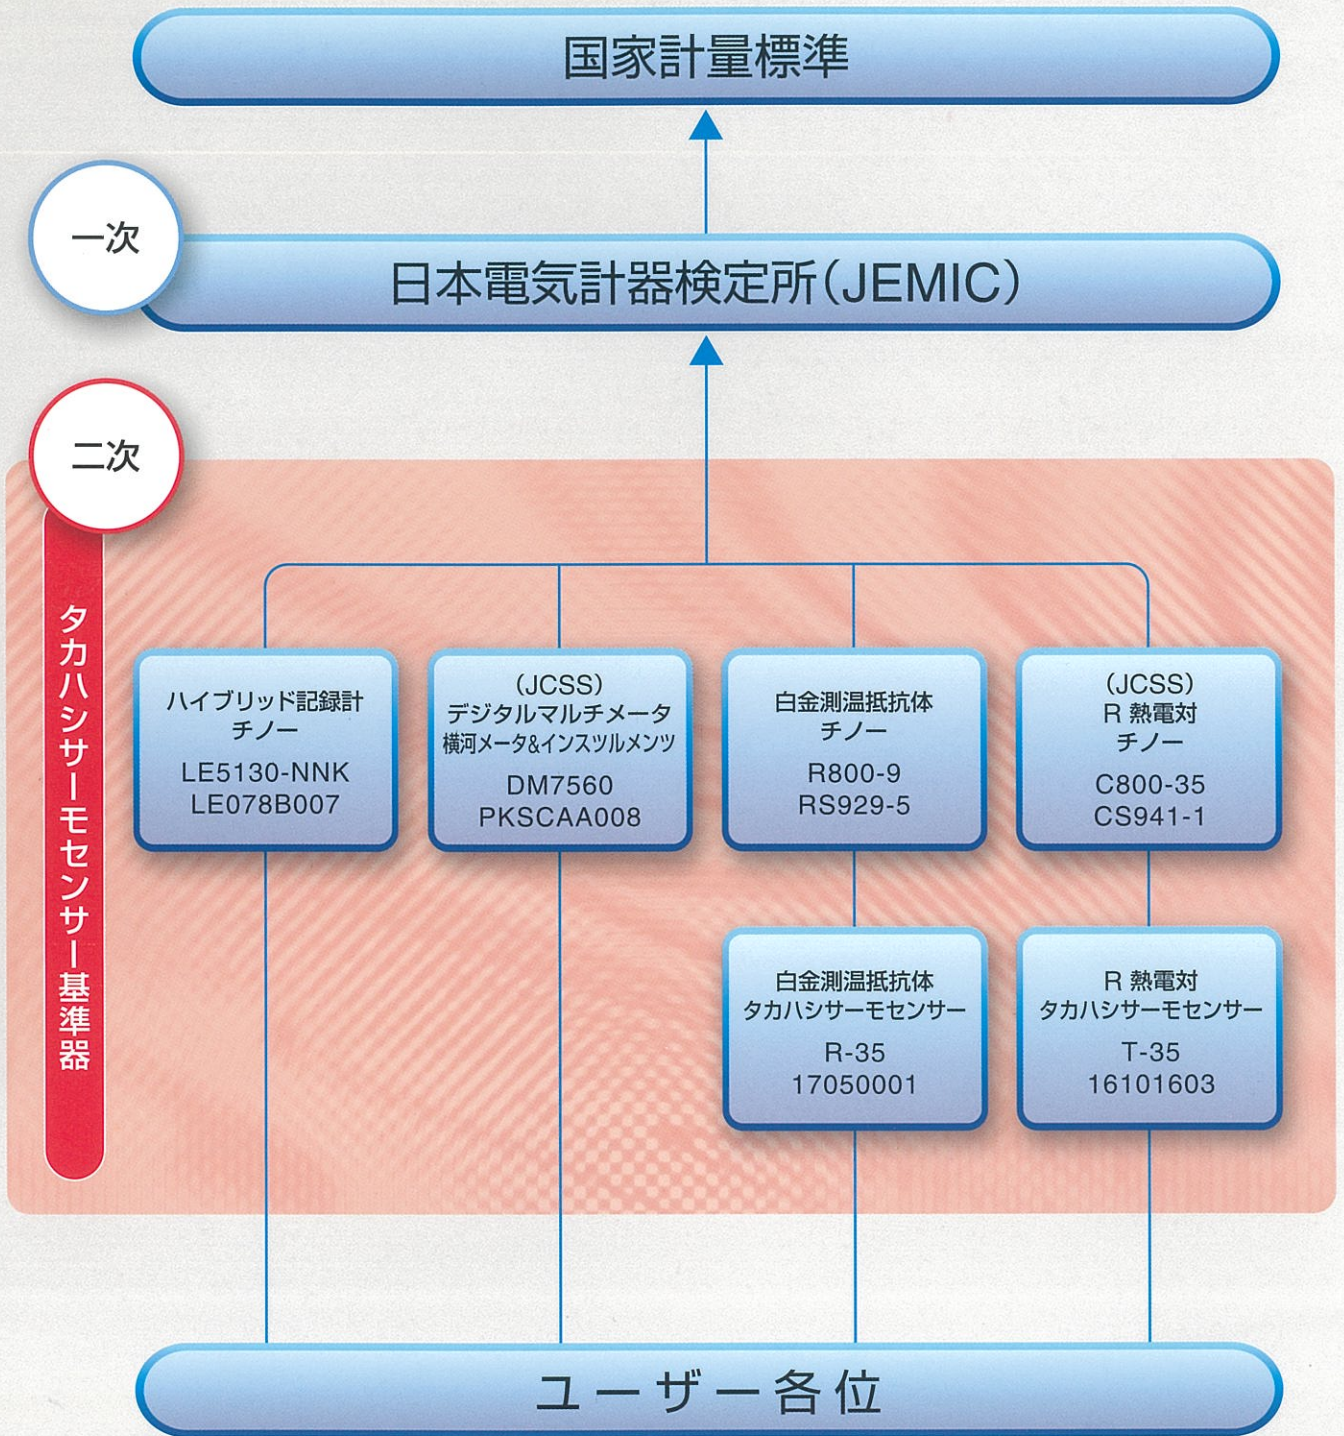 国家計量標準
一次
日本電気計器検定所(JEMIC)
二次
タカハシサーモセンサー基準器
ハイブリッド記録計
チノー
LE5130-NNK
LE078B007
(JCSS)
デジタルマルチメータ
横河メータ&インスツルメンツ
DM7560
PKSCAA008
白金測温抵抗体
チノー
R800-9
RS929-5
(JCSS)
R 熱電対
チノー
C800-35
CS941-1
白金測温抵抗体
タカハシサーモセンサー
R-35
17050001
R 熱電対
タカハシサーモセンサー
T-35
16101603
ユーザー各位